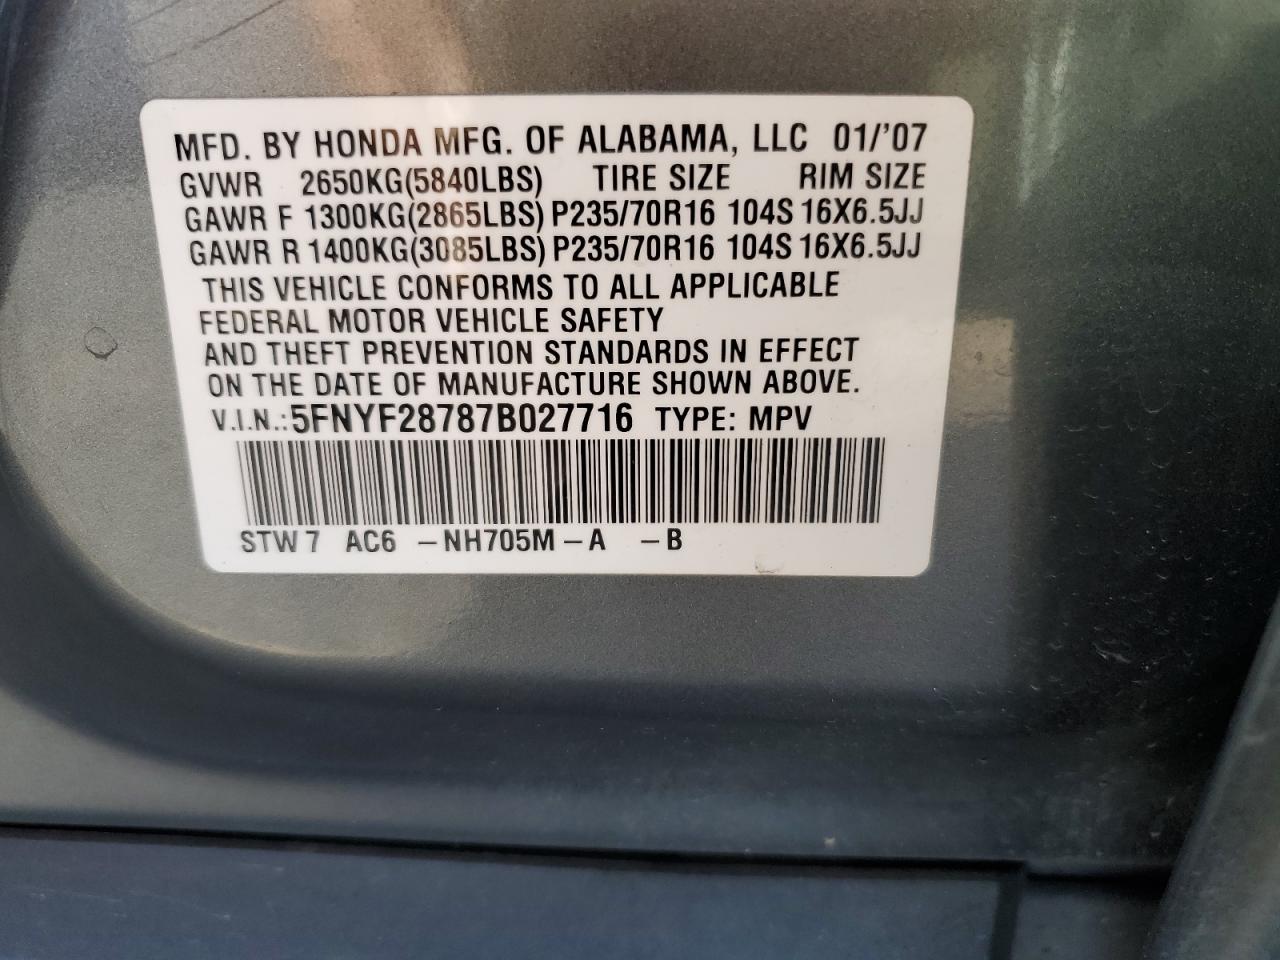 MFD. BY HONDA MFG. OF ALABAMA, LLC 01/'07
GVWR 2650KG(5840LBS) TIRE SIZE RIM SIZE
GAWR F 1300KG(2865LBS) P235/70R16 104S 16X6.5JJ
GAWR R 1400KG(3085LBS) P235/70R16 104S 16X6.5JJ
THIS VEHICLE CONFORMS TO ALL APPLICABLE
FEDERAL MOTOR VEHICLE SAFETY
AND THEFT PREVENTION STANDARDS IN EFFECT
ON THE DATE OF MANUFACTURE SHOWN ABOVE.
V.I.N.:5FNYF28787B027716 TYPE: MPV
STW7 AC6 -NH705M-A -B